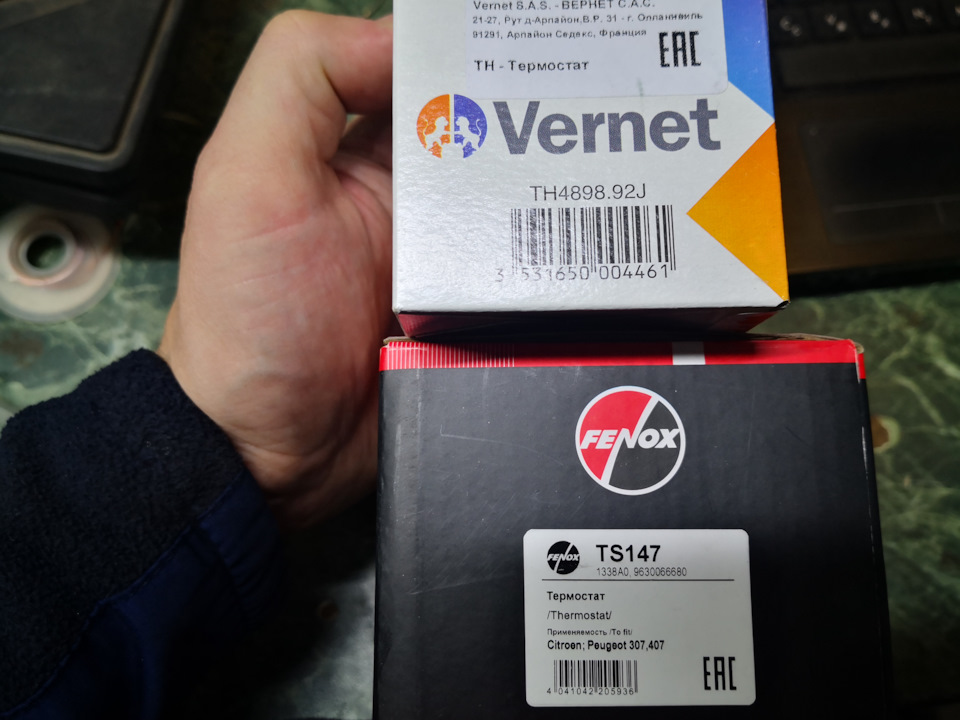 Vernet S.A.S. - ВЕРНЕТ С.А.С.
21-27, Рут д-Арпайон,В.Р. 31 - г. Олланвиль
91291, Арпайон Седекс, Франция
EAC
TH - Термостат
Vernet
TH4898.92J
3 531650 004461
FENOX
FENOX
TS147
1338A0, 9630066680
Термостат
/Thermostat/
Применяемость /To fit/
Citroen; Peugeot 307,407
4 041042 205936
EAC